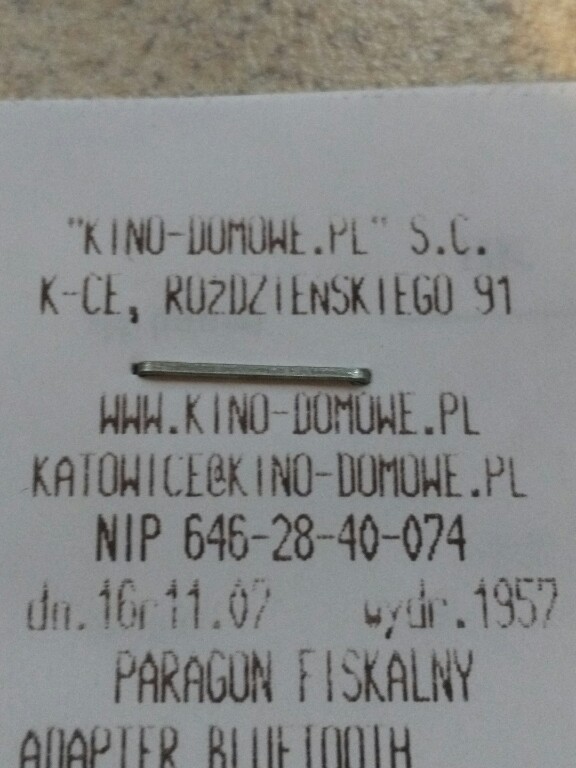 "KINO-DOMOWE.PL" S.C.
K-CE, ROŹDZIEŃSKIEGO 91
WWW.KINO-DOMOWE.PL
KATOWICE@KINO-DOMOWE.PL
NIP 646-28-40-074
dn.16r11.07 wydr.1957
PARAGON FISKALNY
ADAPTER BLUETOOTH